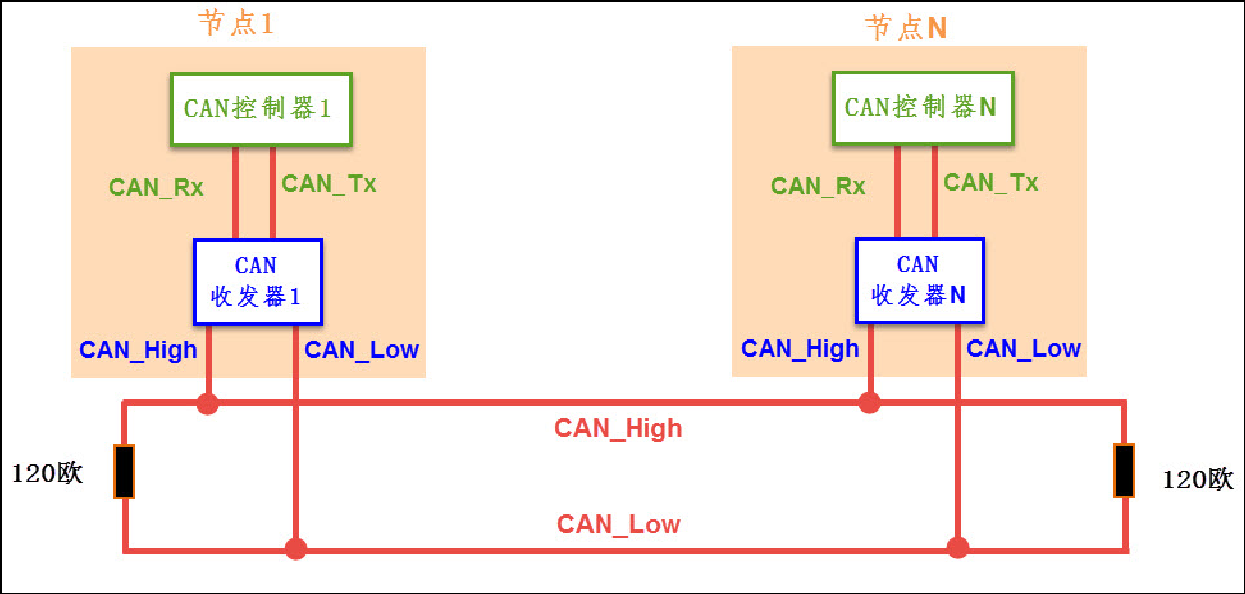 节点1
节点N
CAN控制器1
CAN控制器N
CAN_Rx
CAN_Tx
CAN_Rx
CAN_Tx
CAN
收发器1
CAN
收发器N
CAN_High
CAN_Low
CAN_High
CAN_Low
CAN_High
120欧
120欧
CAN_Low